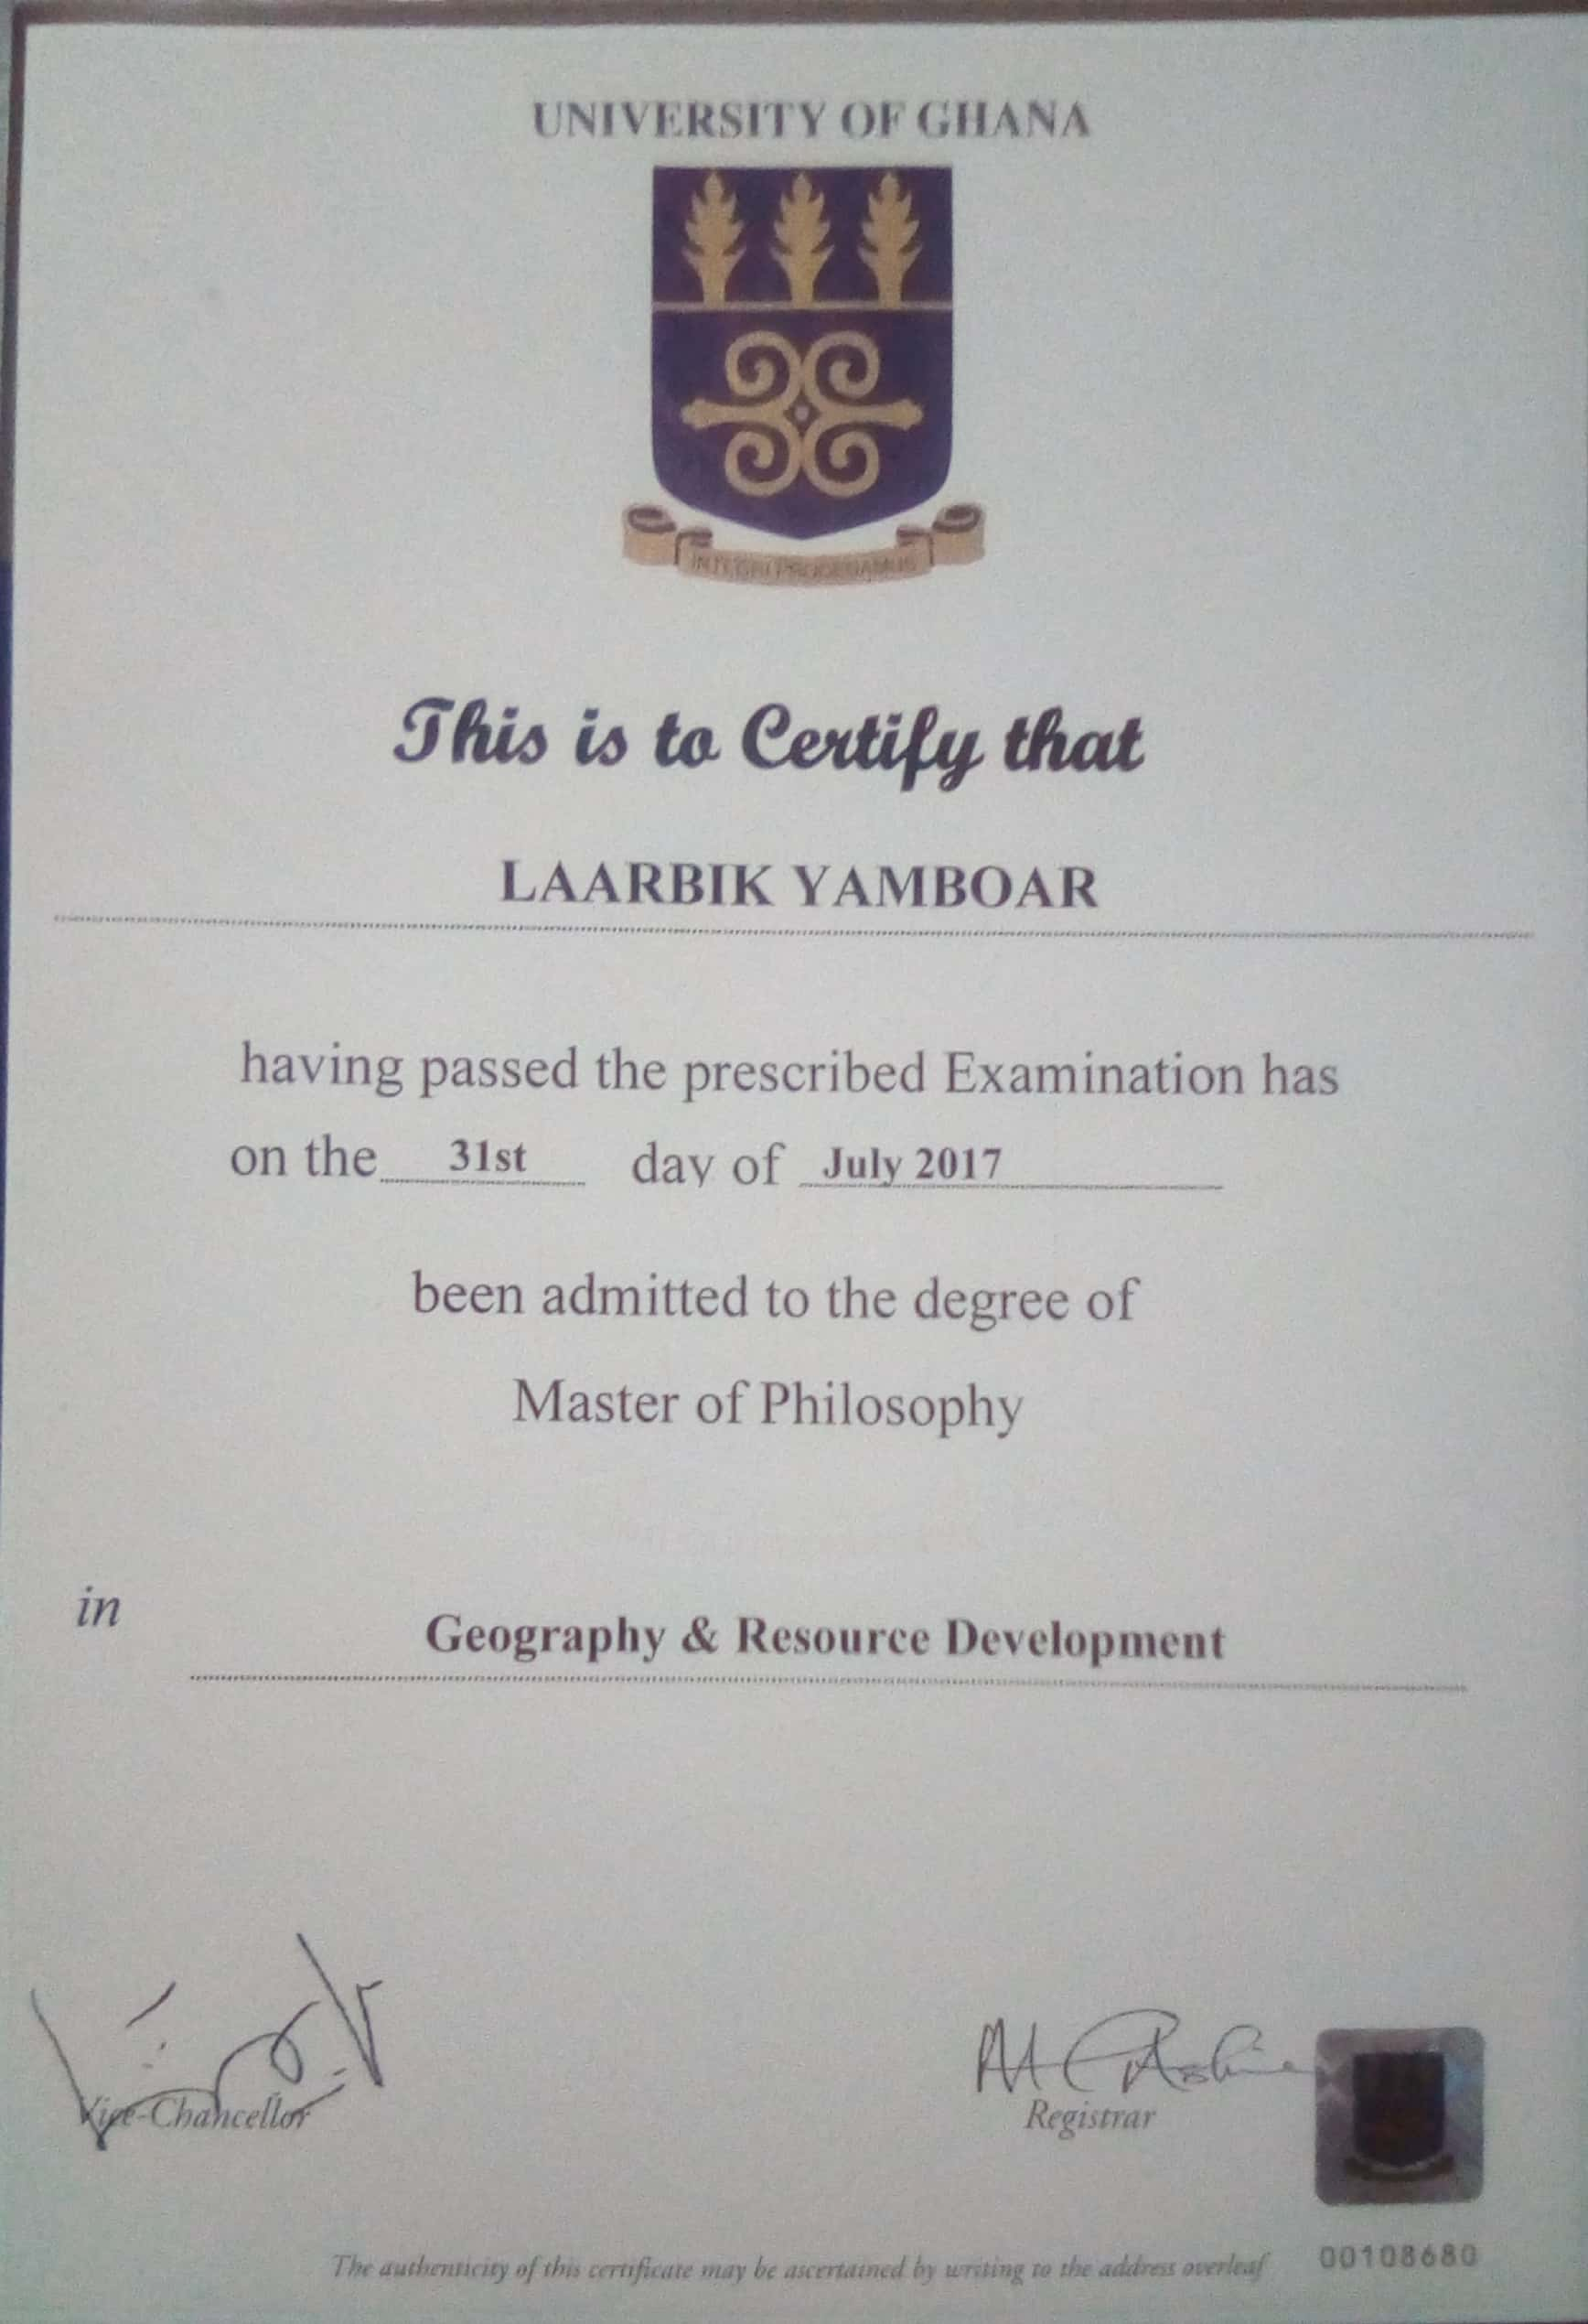 UNIVERSITY OF GHANA
INTEGRI PROCEDAMUS
This is to Certify that
LAARBIK YAMBOAR
having passed the prescribed Examination has
on the 31st day of July 2017
been admitted to the degree of
Master of Philosophy
in Geography & Resource Development
Vice-Chancellor
Registrar
The authenticity of this certificate may be ascertained by writing to the address overleaf
00108680